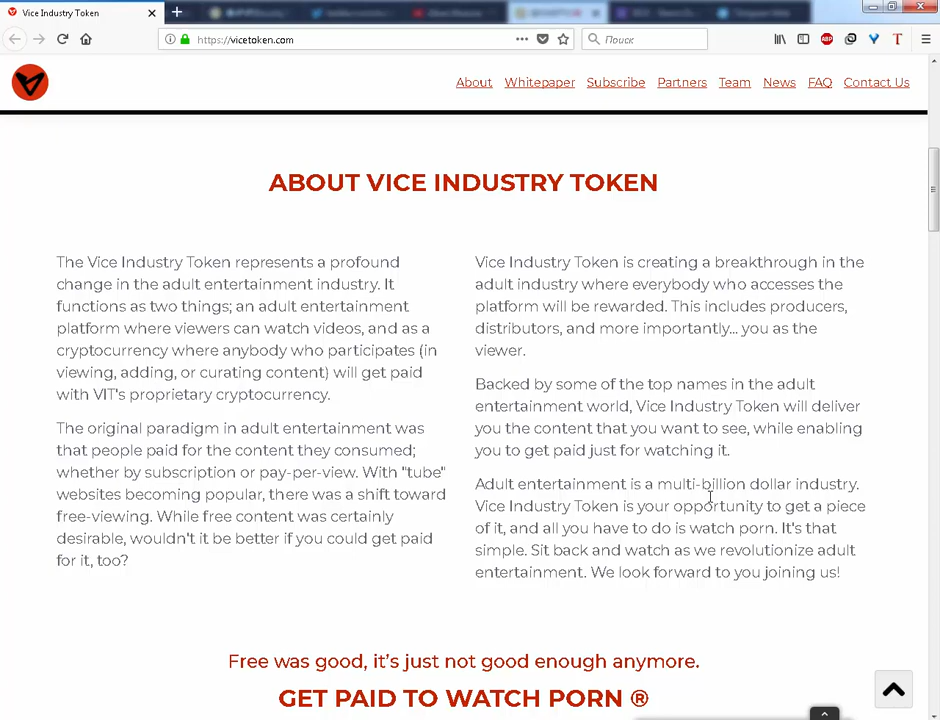 Vice Industry Token
https://vicetoken.com
Поиск
ABP
T
About Whitepaper Subscribe Partners Team News FAQ Contact Us
ABOUT VICE INDUSTRY TOKEN
The Vice Industry Token represents a profound
change in the adult entertainment industry. It
functions as two things; an adult entertainment
platform where viewers can watch videos, and as a
cryptocurrency where anybody who participates (in
viewing, adding, or curating content) will get paid
with VIT's proprietary cryptocurrency.
The original paradigm in adult entertainment was
that people paid for the content they consumed;
whether by subscription or pay-per-view. With "tube"
websites becoming popular, there was a shift toward
free-viewing. While free content was certainly
desirable, wouldn't it be better if you could get paid
for it, too?
Vice Industry Token is creating a breakthrough in the
adult industry where everybody who accesses the
platform will be rewarded. This includes producers,
distributors, and more importantly... you as the
viewer.
Backed by some of the top names in the adult
entertainment world, Vice Industry Token will deliver
you the content that you want to see, while enabling
you to get paid just for watching it.
Adult entertainment is a multi-billion dollar industry.
Vice Industry Token is your opportunity to get a piece
of it, and all you have to do is watch porn. It's that
simple. Sit back and watch as we revolutionize adult
entertainment. We look forward to you joining us!
Free was good, it's just not good enough anymore.
GET PAID TO WATCH PORN ®